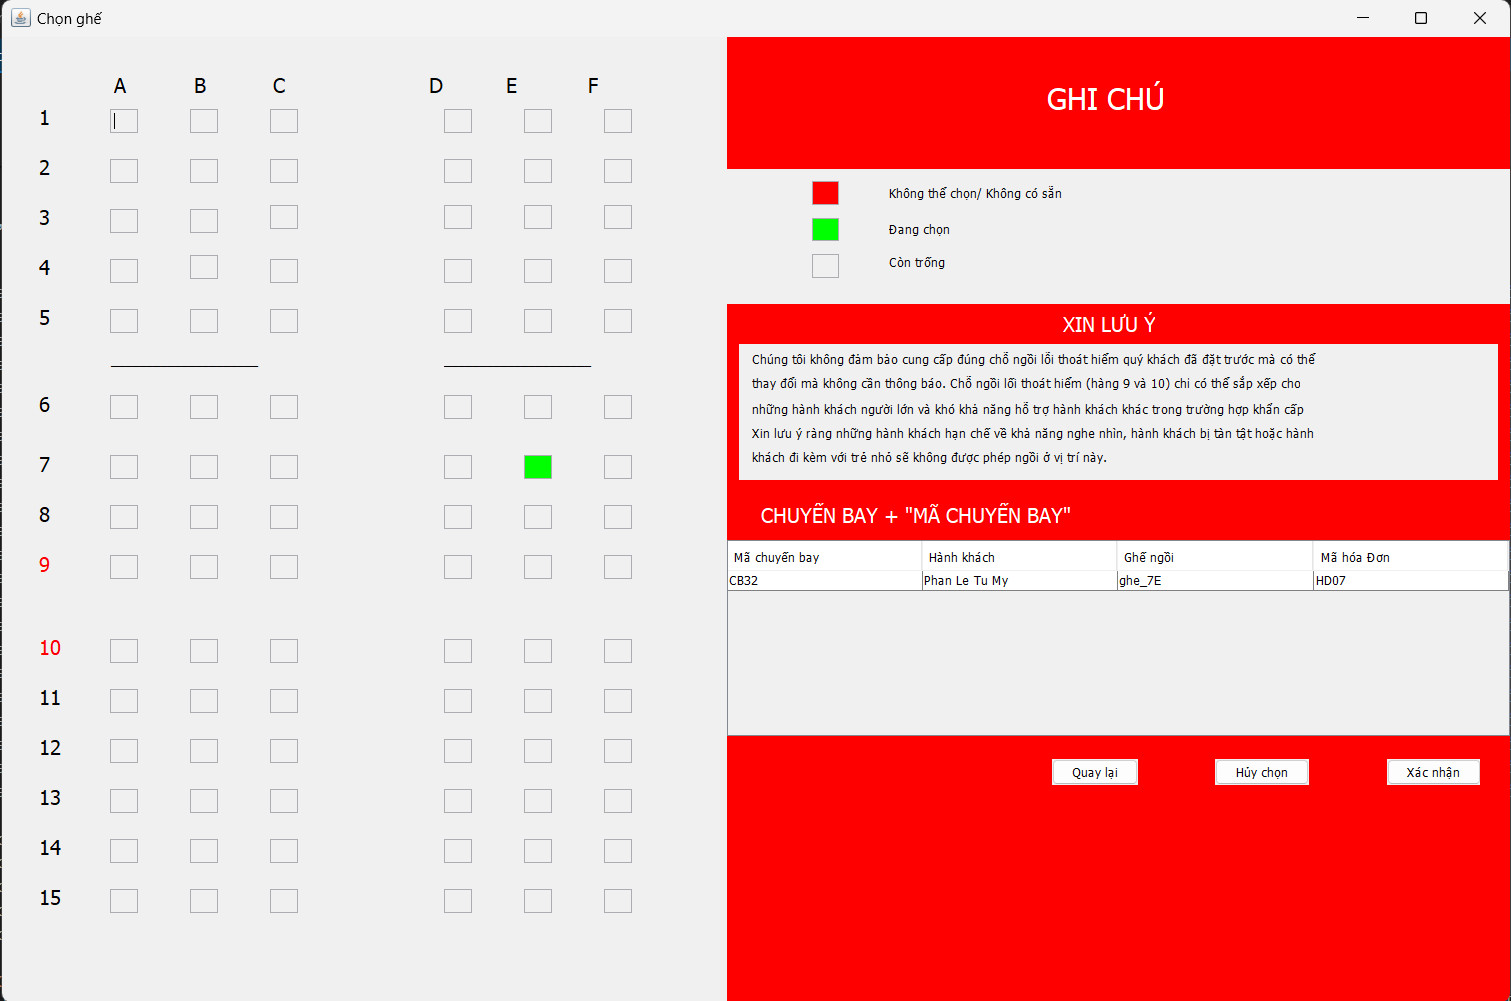 Chọn ghế
A B C D E F
1
2
3
4
5
6
7
8
9
10
11
12
13
14
15
GHI CHÚ
Không thể chọn/ Không có sẵn
Đang chọn
Còn trống
XIN LƯU Ý
Chúng tôi không đảm bảo cung cấp đúng chỗ ngồi lối thoát hiểm quý khách đã đặt trước mà có thể
thay đổi mà không cần thông báo. Chỗ ngồi lối thoát hiểm (hàng 9 và 10) chỉ có thể sắp xếp cho
những hành khách người lớn và khó khả năng hỗ trợ hành khách khác trong trường hợp khẩn cấp
Xin lưu ý rằng những hành khách hạn chế về khả năng nghe nhìn, hành khách bị tàn tật hoặc hành
khách đi kèm với trẻ nhỏ sẽ không được phép ngồi ở vị trí này.
CHUYẾN BAY + "MÃ CHUYẾN BAY"
Mã chuyến bay Hành khách Ghế ngồi Mã hóa Đơn
CB32 Phan Le Tu My ghe_7E HD07
Quay lại Hủy chọn Xác nhận